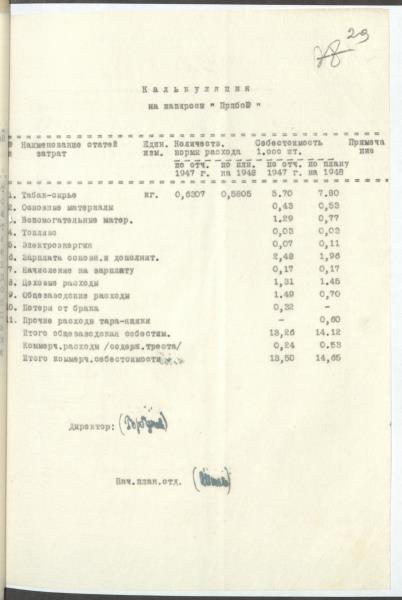 29
Калькуляция
на папиросы " Прибой "
Наименование статей Един. Количеств. Себестоимость Примеча
затрат изм. нормы расхода 1.000 шт. ние
по отч. по пл. по отч. по плану
1947 г. на 1948 1947 г. на 1948
1. Табак-сырье кг. 0,6207 0,5805 5.70 7.80
2. Основные материалы 0,43 0,53
3. Вспомогательные матер. 1.29 0,77
4. Топливо 0,03 0,03
5. Электроэнергия 0,07 0,11
6. Зарплата основн.и дополнит. 2,48 1,96
7. Начисление на зарплату 0,17 0,17
8. Цеховые расходы 1,31 1.45
9. Общезаводские расходы 1.49 0,70
10. Потери от брака 0,32 -
11. Прочие расходы тара-ящики - 0,60
Итого общезаводская себестим. 13,26 14.12
Коммерч.расходы /содерж.треста/ 0,24 0.53
Итого коммерч.себестоимости 13,50 14,65
Директор:
Нач.план.отд.